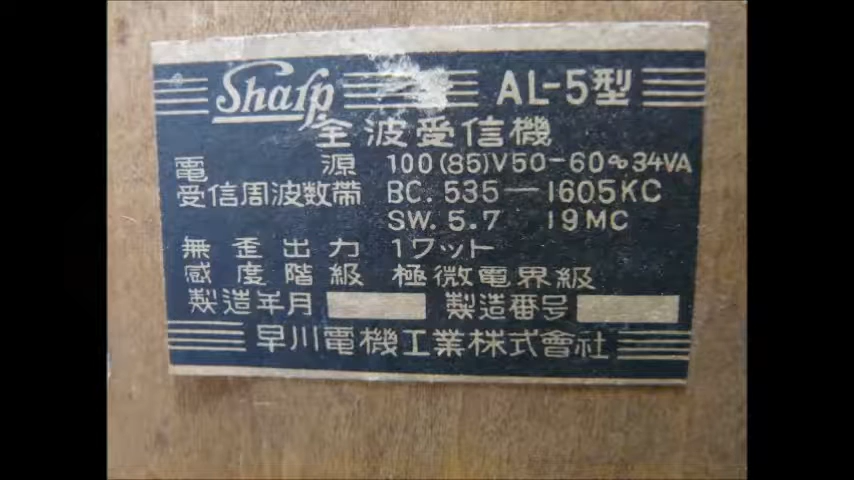 Sharp AL-5型
全波受信機
電源 100(85)V50-60~34VA
受信周波数帯 BC. 535—1605KC
SW. 5.7 19MC
無歪出力 1ワット
感度階級 極微電界級
製造年月 製造番号
早川電機工業株式會社